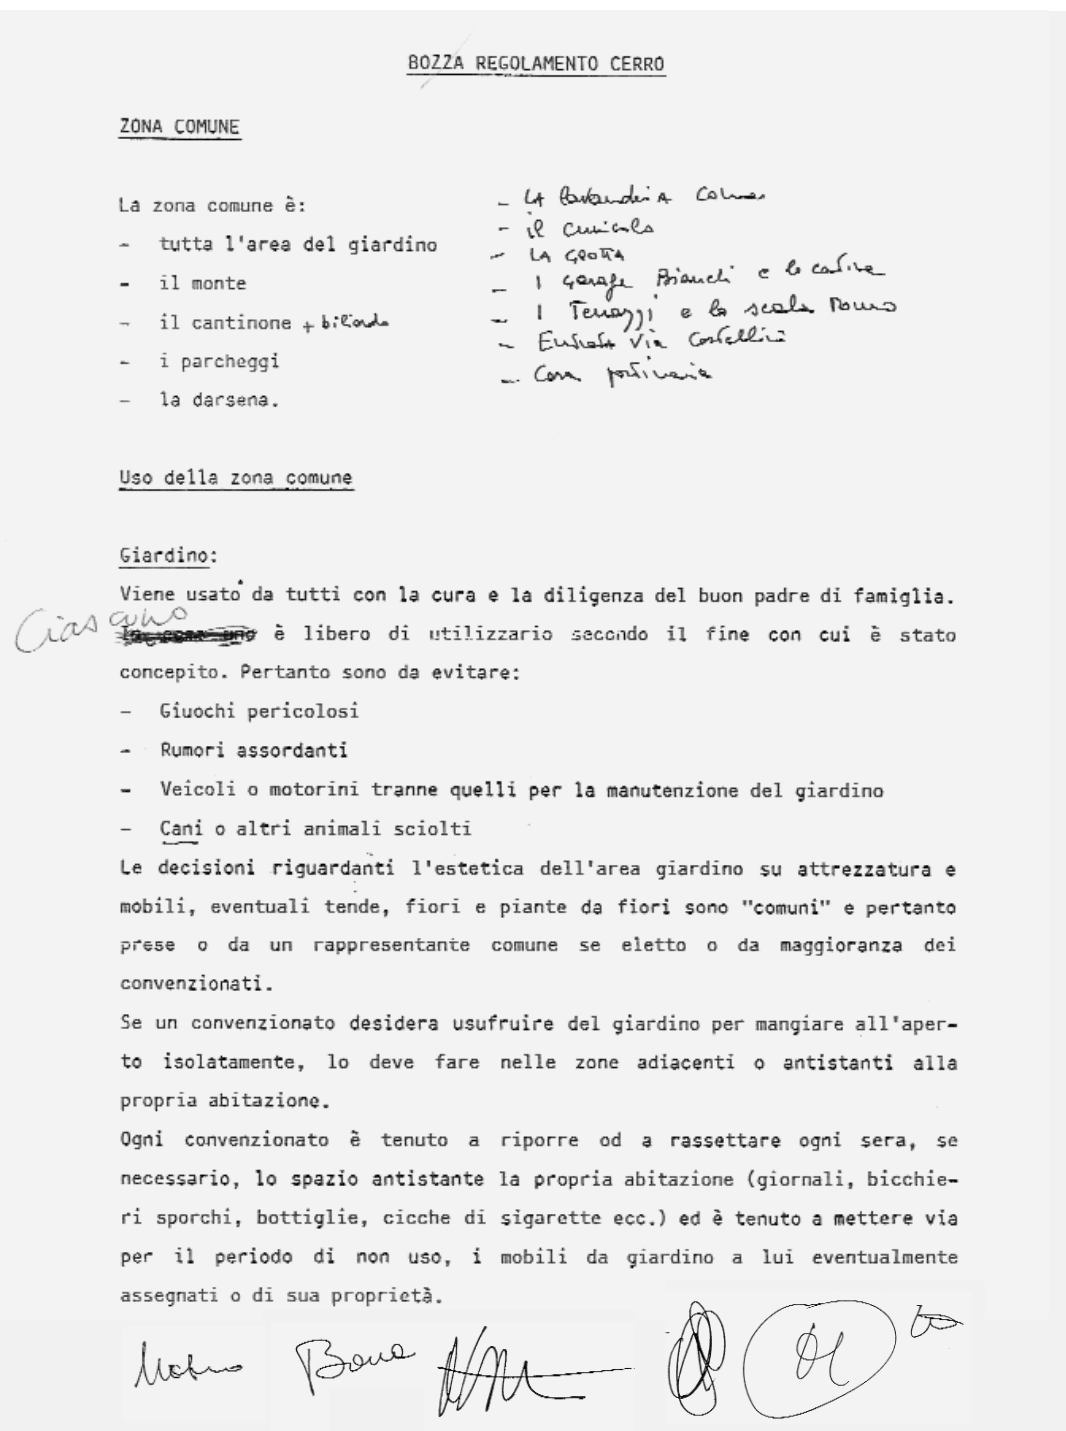 BOZZA REGOLAMENTO CERRO
ZONA COMUNE
La zona comune è:
- tutta l'area del giardino
- il monte
- il cantinone + biliardo
- i parcheggi
- la darsena.
- LA lavanderiA
- il cunicolo
- LA GROTTA
- I garage Bianchi e le cantine
- I Terrazzi e la scala
- Entrata Via
- Casa portineria
Uso della zona comune
Giardino:
Viene usato da tutti con la cura e la diligenza del buon padre di famiglia.
Ciascuno è libero di utilizzario secondo il fine con cui è stato
concepito. Pertanto sono da evitare:
- Giuochi pericolosi
- Rumori assordanti
- Veicoli o motorini tranne quelli per la manutenzione del giardino
- Cani o altri animali sciolti
Le decisioni riguardanti l'estetica dell'area giardino su attrezzatura e
mobili, eventuali tende, fiori e piante da fiori sono "comuni" e pertanto
prese o da un rappresentante comune se eletto o da maggioranza dei
convenzionati.
Se un convenzionato desidera usufruire del giardino per mangiare all'aper-
to isolatamente, lo deve fare nelle zone adiacenti o antistanti alla
propria abitazione.
Ogni convenzionato è tenuto a riporre od a rassettare ogni sera, se
necessario, lo spazio antistante la propria abitazione (giornali, bicchie-
ri sporchi, bottiglie, cicche di sigarette ecc.) ed è tenuto a mettere via
per il periodo di non uso, i mobili da giardino a lui eventualmente
assegnati o di sua proprietà.